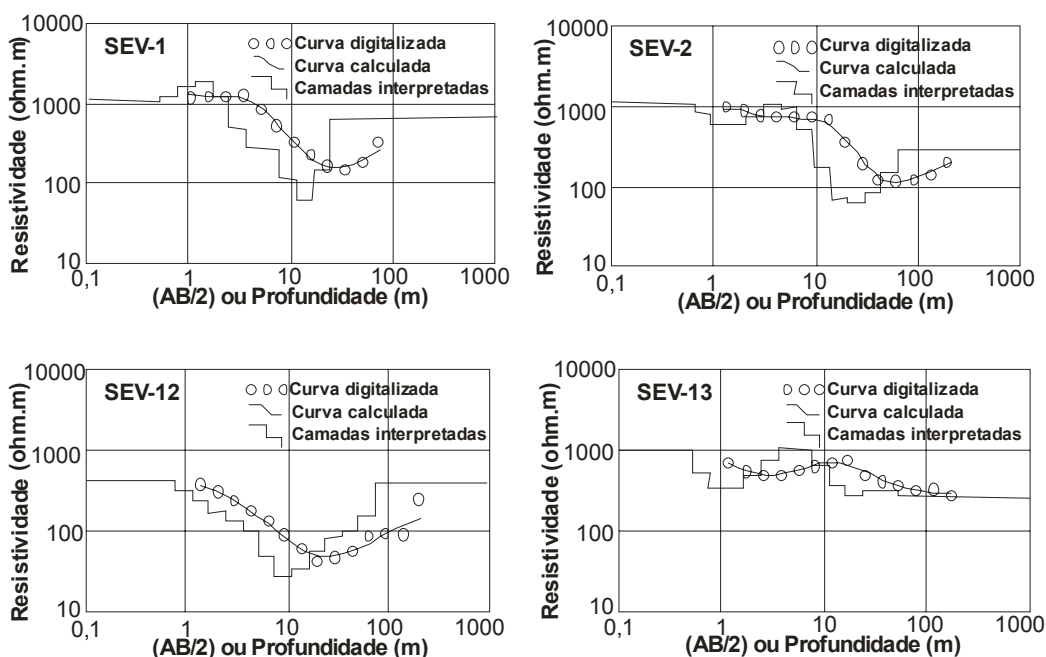 SEV-1
Curva digitalizada
Curva calculada
Camadas interpretadas
Resistividade (ohm.m)
10000
1000
100
10
0,1
1
10
100
1000
(AB/2) ou Profundidade (m)
SEV-2
Curva digitalizada
Curva calculada
Camadas interpretadas
Resistividade (ohm.m)
10000
1000
100
10
0,1
1
10
100
1000
(AB/2) ou Profundidade (m)
SEV-12
Curva digitalizada
Curva calculada
Camadas interpretadas
Resistividade (ohm.m)
10000
1000
100
10
0,1
1
10
100
1000
(AB/2) ou Profundidade (m)
SEV-13
Curva digitalizada
Curva calculada
Camadas interpretadas
Resistividade (ohm.m)
10000
1000
100
10
0,1
1
10
100
1000
(AB/2) ou Profundidade (m)